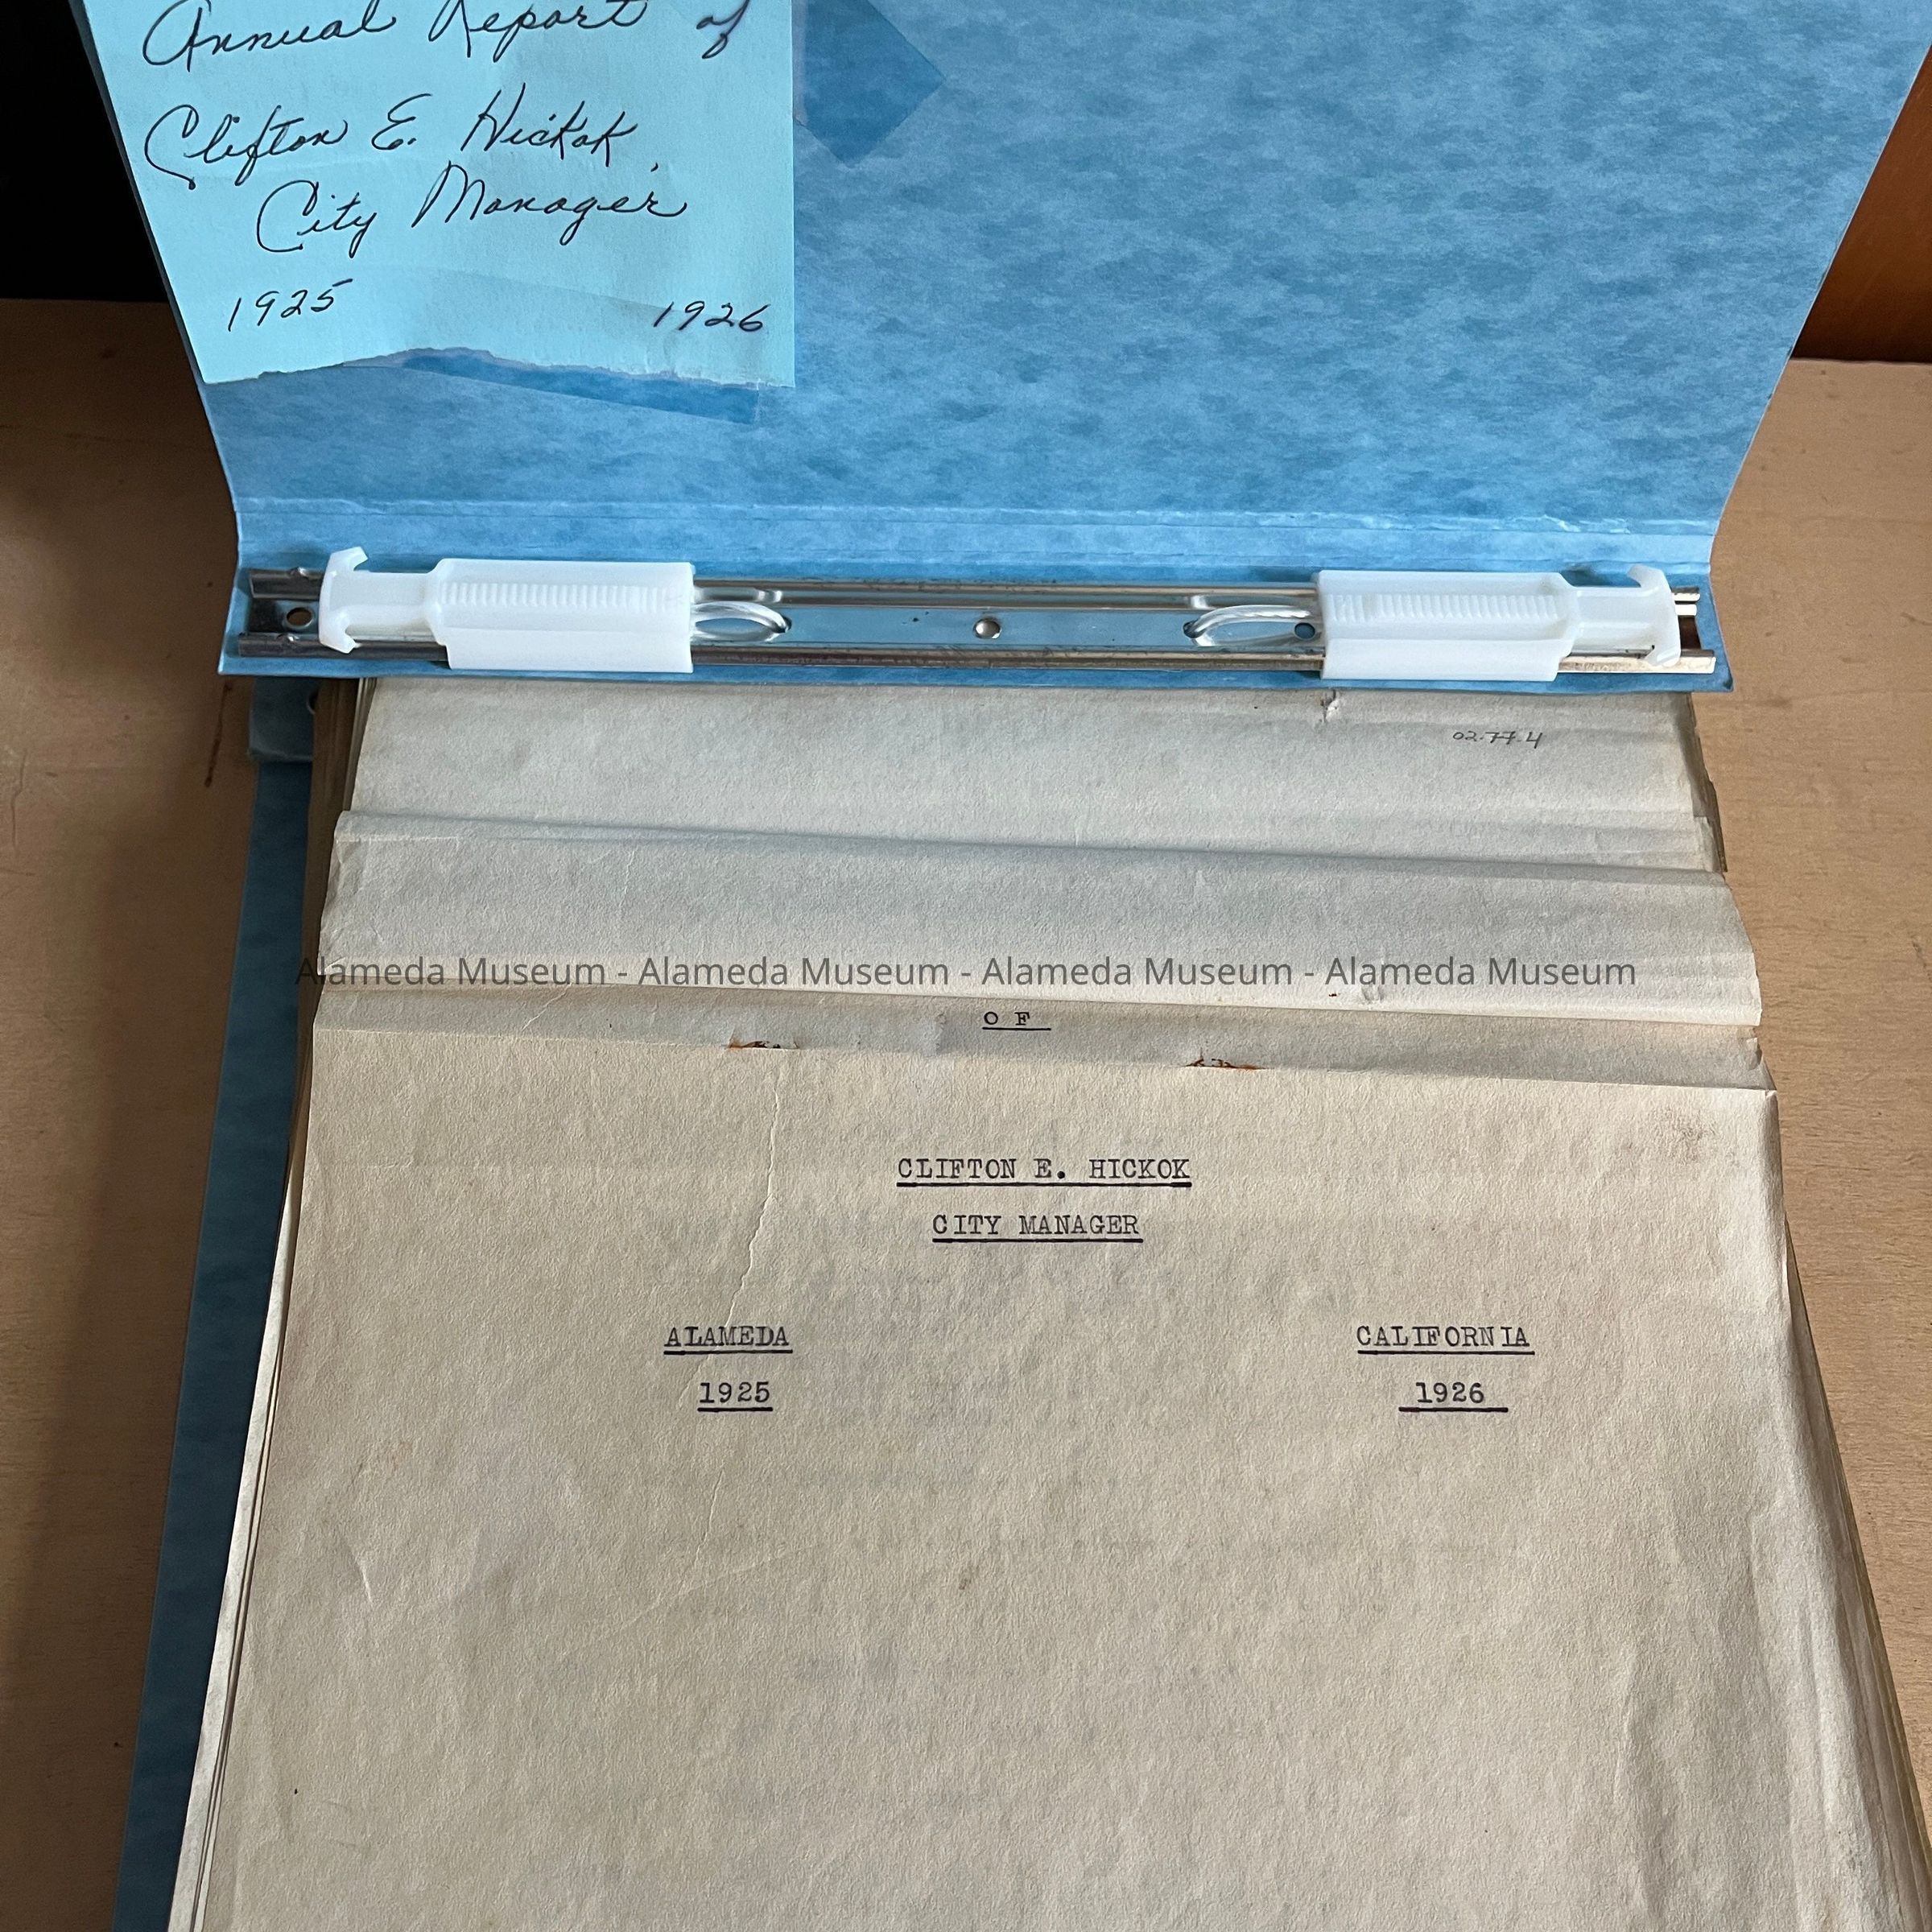 Annual Report of
Clifton E. Hickok,
City Manager
1925 1926
02.77.4
Alameda Museum - Alameda Museum - Alameda Museum - Alameda Museum
OF
CLIFTON E. HICKOK
CITY MANAGER
ALAMEDA CALIFORNIA
1925 1926